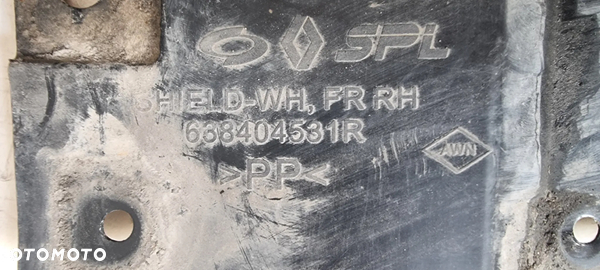 SPL
SHIELD-WH, FR RH
638404531R
>PP<
AWN
OTOMOTO